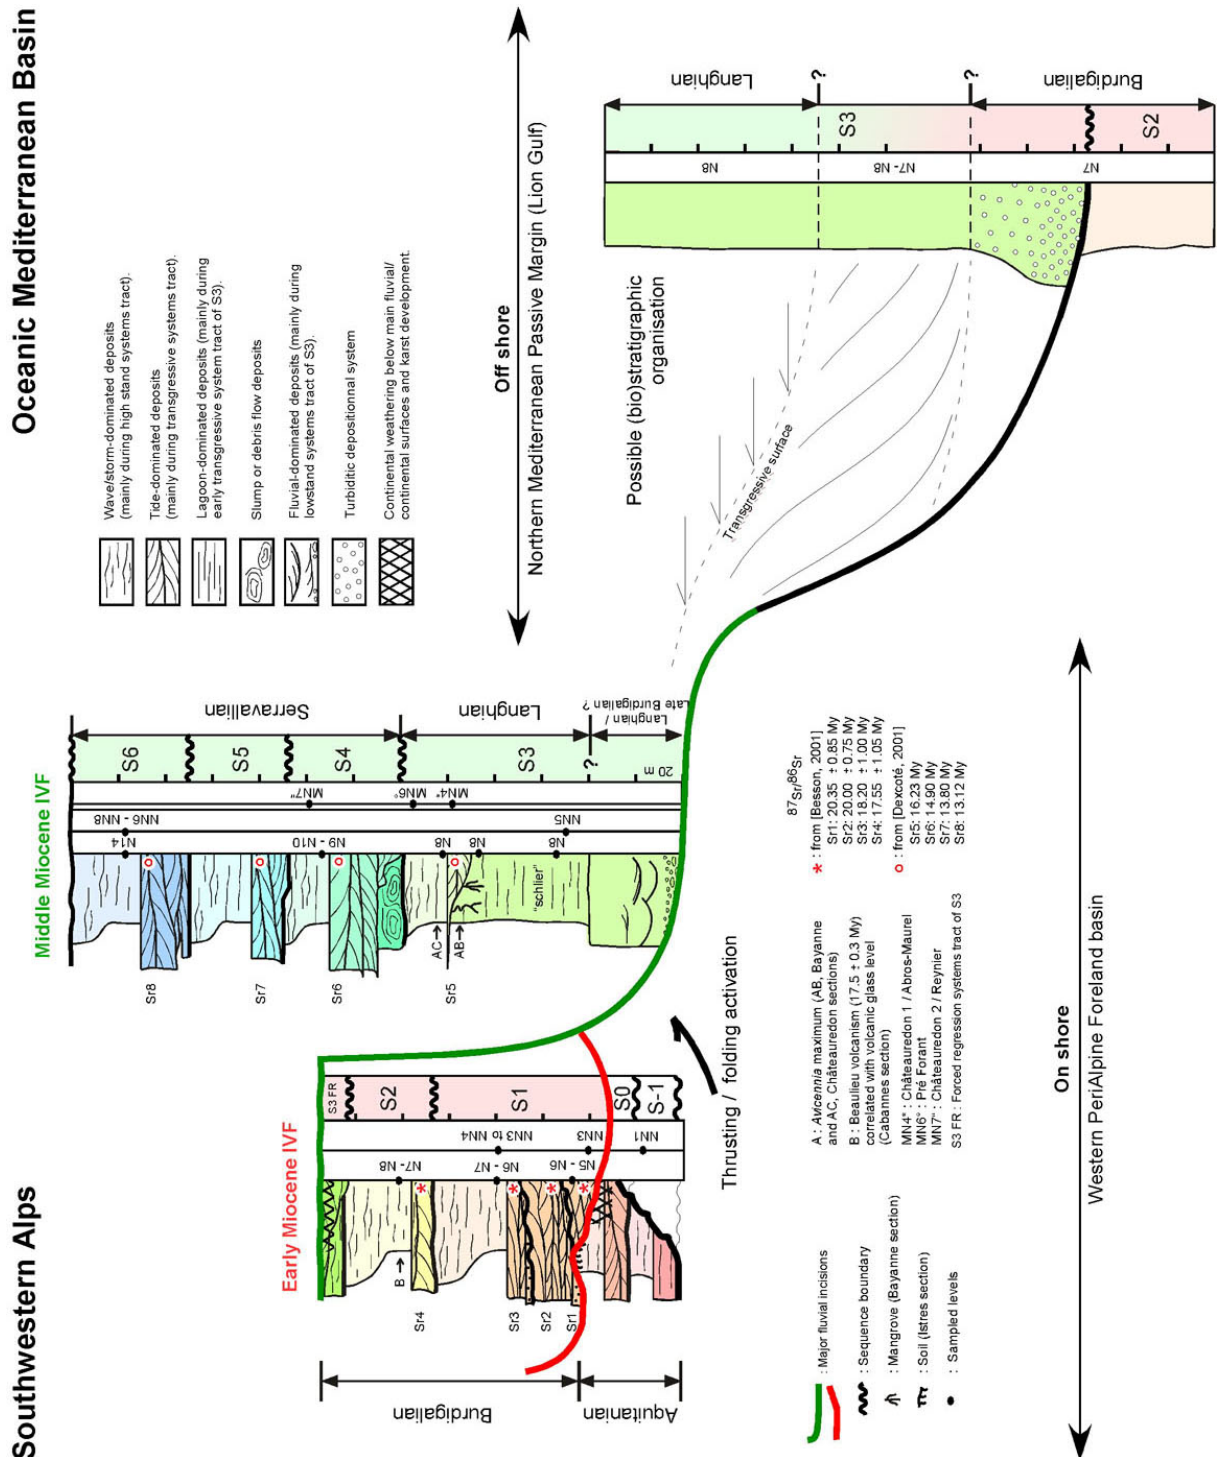 Southwestern Alps
Oceanic Mediterranean Basin
Early Miocene IVF
Middle Miocene IVF
Burdigalian
Aquitanian
Sr4
Sr3
Sr2
Sr1
B
N7- N8
N6 - N7
N5 - N6
NN3 to NN4
NN3
NN1
S3 FR
S2
S1
S0
S-1
Thrusting / folding activation
Sr8
Sr7
Sr6
Sr5
AC
AB
"schlier"
N14
N9 - N10
N8
N8
N8
NN6 - NN8
NN5
MN7°
MN6°
MN4°
S6
S5
S4
S3
?
20 m
Serravallian
Langhian
Langhian /
Late Burdigalian ?
Wave/storm-dominated deposits
(mainly during high stand systems tract).
Tide-dominated deposits
(mainly during transgressive systems tract).
Lagoon-dominated deposits (mainly during
early transgressive system tract of S3).
Slump or debris flow deposits
Fluvial-dominated deposits (mainly during
lowstand systems tract of S3).
Turbiditic depositionnal system
Continental weathering below main fluvial/
continental surfaces and karst development.
Off shore
Northern Mediterranean Passive Margin (Lion Gulf)
Possible (bio)stratigraphic
organisation
Transgressive surface
N8
N7 - N8
N7
S3
S2
Langhian
?
?
Burdigalian
: Major fluvial incisions
: Sequence boundary
: Mangrove (Bayanne section)
: Soil (Istres section)
: Sampled levels
A : Avicennia maximum (AB, Bayanne
and AC, Châteauredon sections)
B : Beaulieu volcanism (17.5 ± 0.3 My)
correlated with volcanic glass level
(Cabannes section)
MN4° : Châteauredon 1 / Abros-Maurel
MN6° : Pré Forant
MN7° : Châteauredon 2 / Reynier
S3 FR : Forced regression systems tract of S3
87Sr/86Sr
* : from [Besson, 2001]
Sr1: 20.35 ± 0.85 My
Sr2: 20.00 ± 0.75 My
Sr3: 18.20 ± 1.00 My
Sr4: 17.55 ± 1.05 My
o : from [Dexcoté, 2001]
Sr5: 16.23 My
Sr6: 14.90 My
Sr7: 13.80 My
Sr8: 13.12 My
On shore
Western PeriAlpine Foreland basin